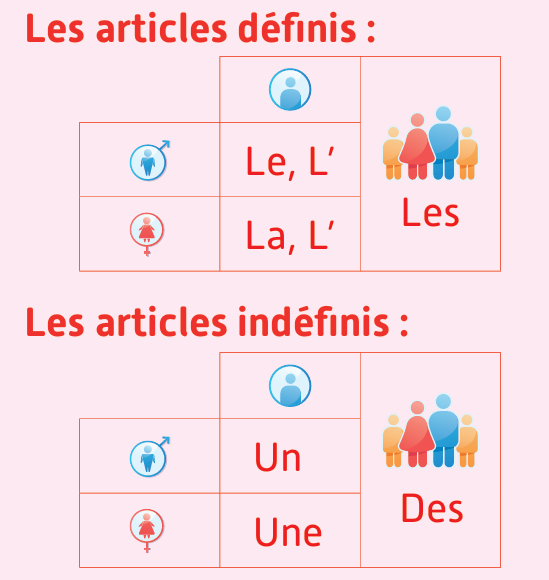 Les articles définis :
Le, L’
Les
La, L’
Les articles indéfinis :
Un
Des
Une